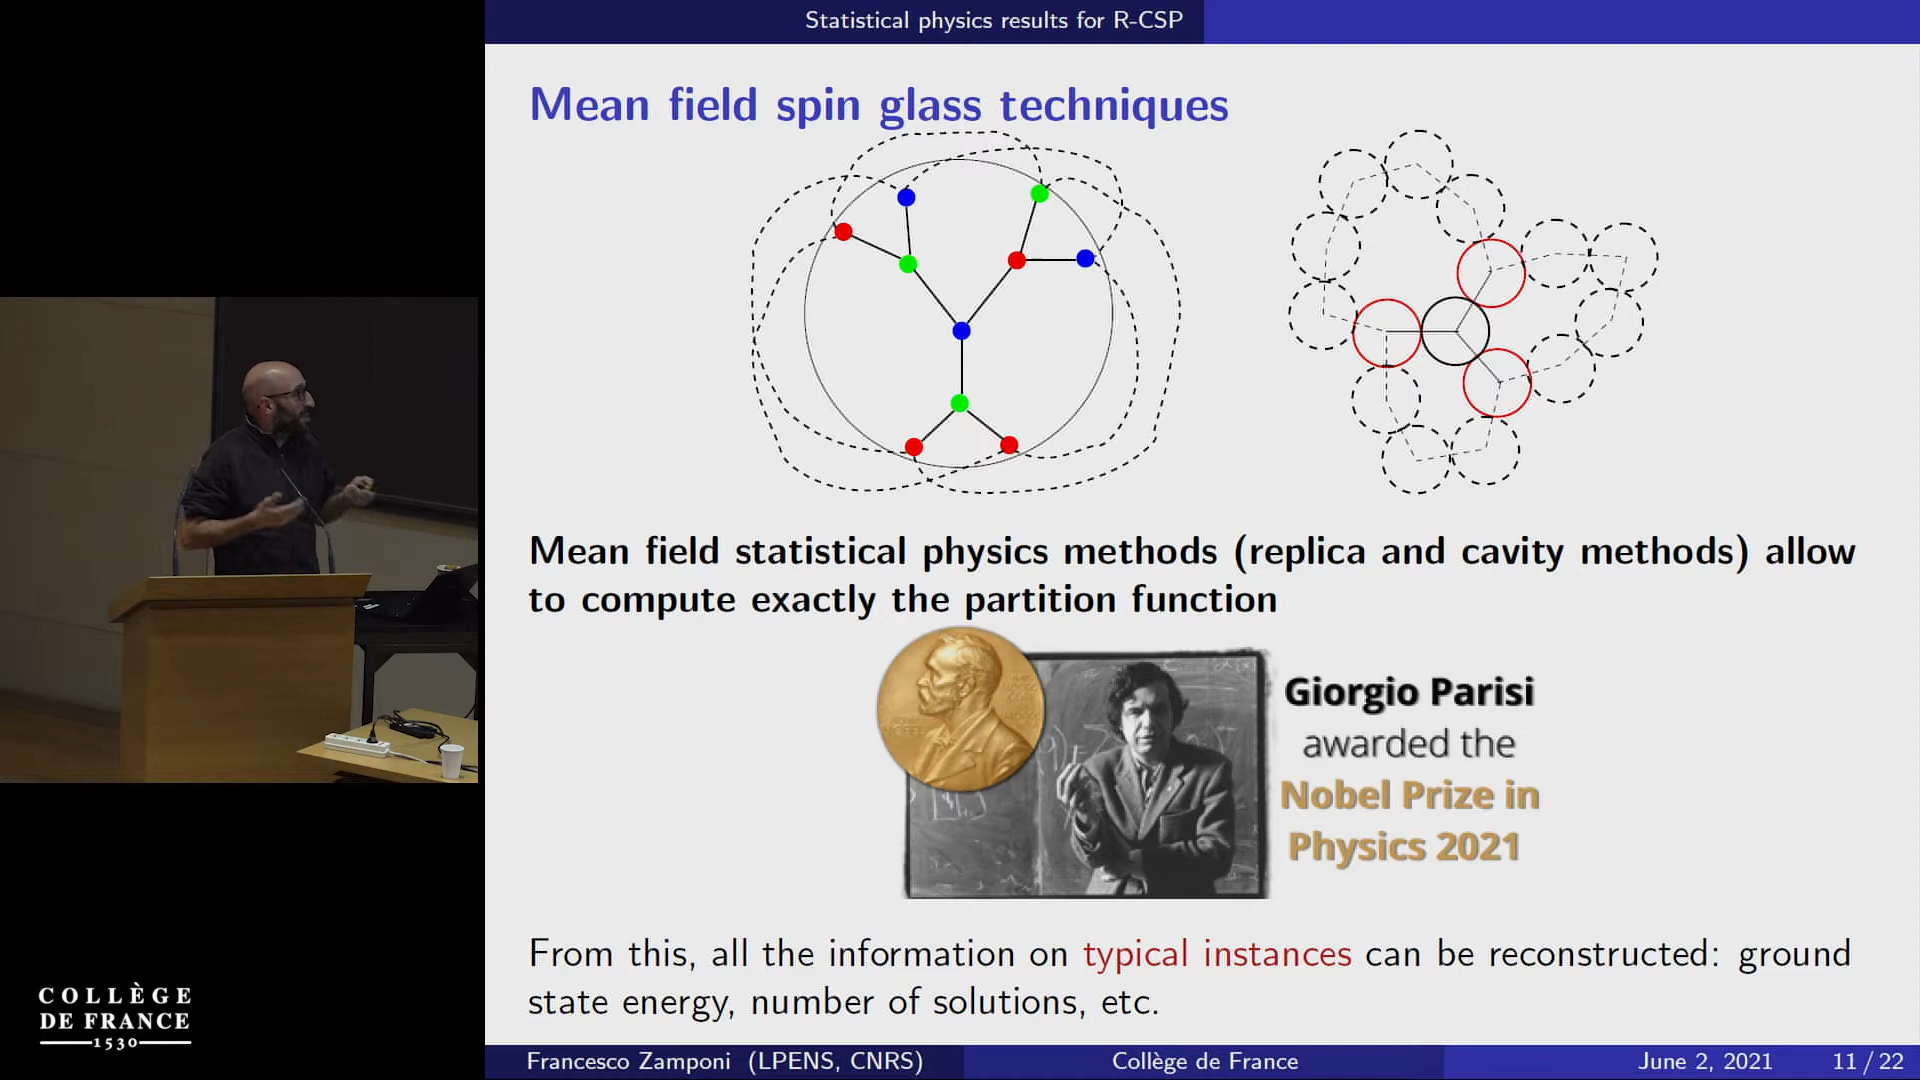 Statistical physics results for R-CSP
Mean field spin glass techniques
Mean field statistical physics methods (replica and cavity methods) allow
to compute exactly the partition function
Giorgio Parisi
awarded the
Nobel Prize in
Physics 2021
From this, all the information on typical instances can be reconstructed: ground
state energy, number of solutions, etc.
COLLÈGE
DE FRANCE
1530
Francesco Zamponi (LPENS, CNRS)
Collège de France
June 2, 2021
11 / 22